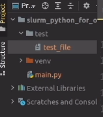 Pr..
slurm_python_for_o
test
test_file
venv
main.py
External Libraries
Scratches and Consol
Project
Structure